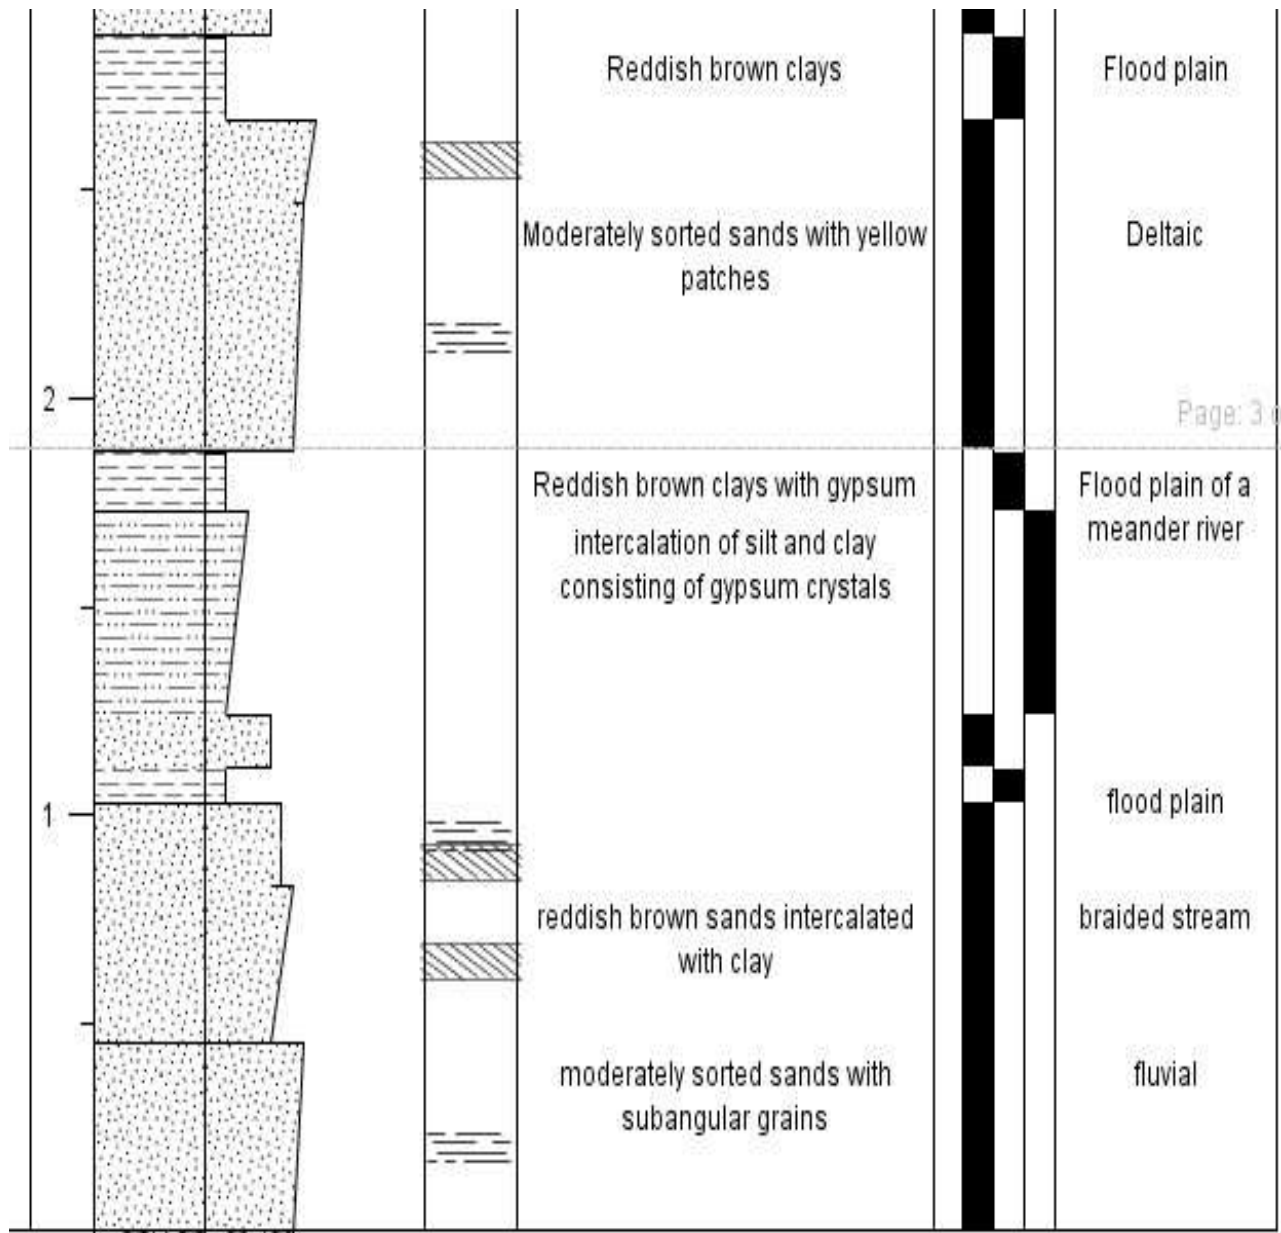 Reddish brown clays
Flood plain
Moderately sorted sands with yellow
patches
Deltaic
2
Page: 3
Reddish brown clays with gypsum
Flood plain of a
meander river
intercalation of silt and clay
consisting of gypsum crystals
1
flood plain
reddish brown sands intercalated
with clay
braided stream
moderately sorted sands with
subangular grains
fluvial